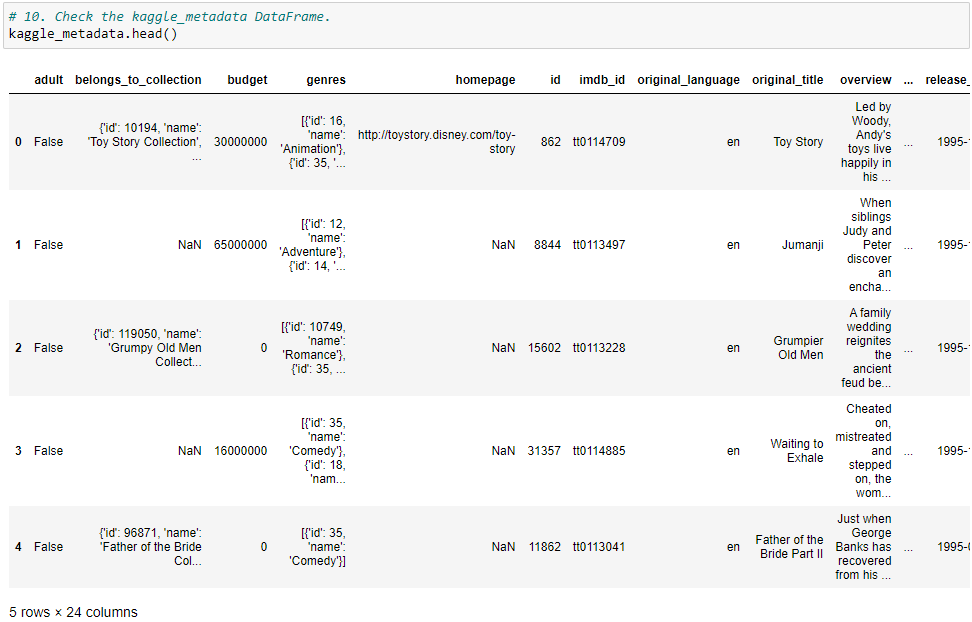 # 10. Check the kaggle_metadata DataFrame.
kaggle_metadata.head()
adult belongs_to_collection budget genres homepage id imdb_id original_language original_title overview ... release_
0 False {'id': 10194, 'name': 'Toy Story Collection', ... 30000000 [{'id': 16, 'name': 'Animation'}, {'id': 35, '... http://toystory.disney.com/toy-story 862 tt0114709 en Toy Story Led by Woody, Andy's toys live happily in his ... ... 1995-1
1 False NaN 65000000 [{'id': 12, 'name': 'Adventure'}, {'id': 14, '... NaN 8844 tt0113497 en Jumanji When siblings Judy and Peter discover an encha... ... 1995-1
2 False {'id': 119050, 'name': 'Grumpy Old Men Collect... 0 [{'id': 10749, 'name': 'Romance'}, {'id': 35, ... NaN 15602 tt0113228 en Grumpier Old Men A family wedding reignites the ancient feud be... ... 1995-1
3 False NaN 16000000 [{'id': 35, 'name': 'Comedy'}, {'id': 18, 'nam... NaN 31357 tt0114885 en Waiting to Exhale Cheated on, mistreated and stepped on, the wom... ... 1995-1
4 False {'id': 96871, 'name': 'Father of the Bride Col... 0 [{'id': 35, 'name': 'Comedy'}] NaN 11862 tt0113041 en Father of the Bride Part II Just when George Banks has recovered from his ... ... 1995-0
5 rows × 24 columns